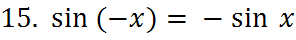 15. sin (−x) = − sin x